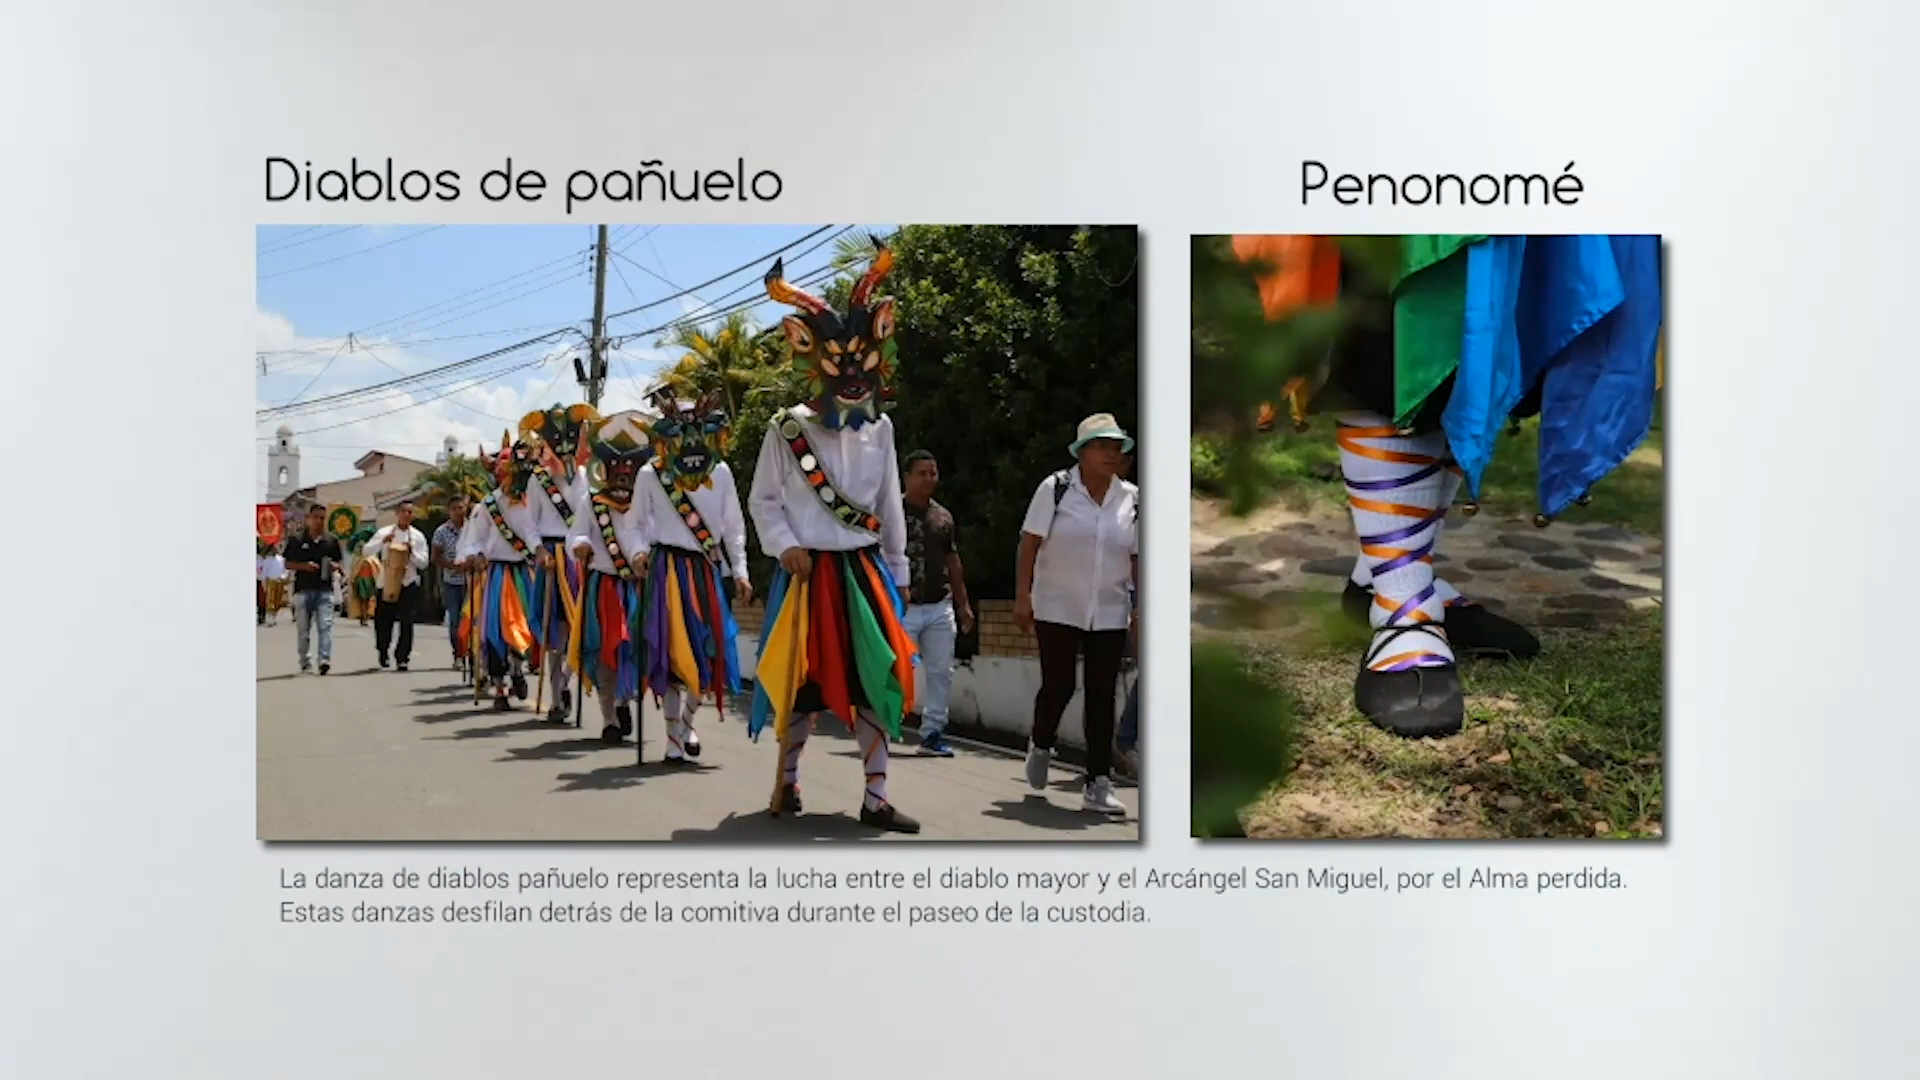 Diablos de pañuelo
Penonomé
La danza de diablos pañuelo representa la lucha entre el diablo mayor y el Arcángel San Miguel, por el Alma perdida.
Estas danzas desfilan detrás de la comitiva durante el paseo de la custodia.